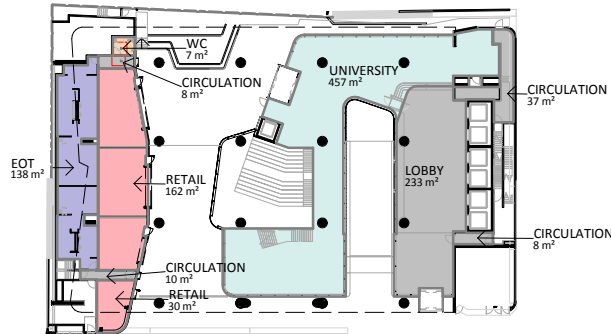 WC
7 m²
CIRCULATION
8 m²
UNIVERSITY
457 m²
CIRCULATION
37 m²
EOT
138 m²
RETAIL
162 m²
LOBBY
233 m²
CIRCULATION
8 m²
CIRCULATION
10 m²
RETAIL
30 m²